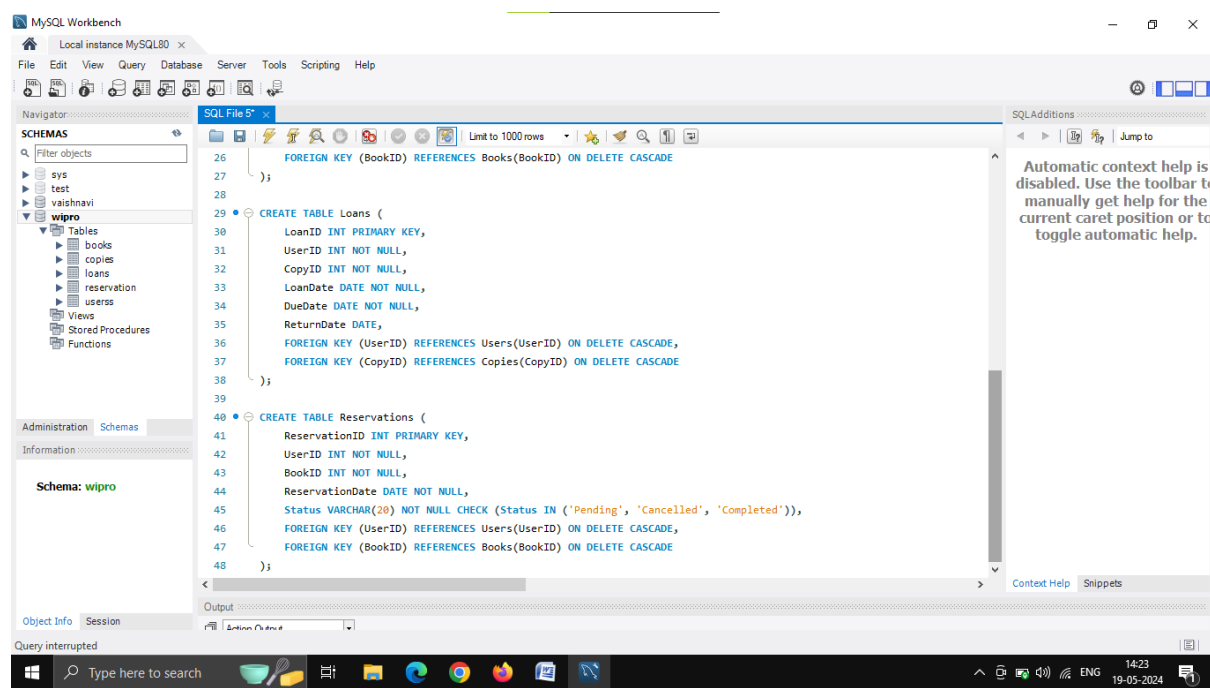 MySQL Workbench
Local instance MySQL80
File Edit View Query Database Server Tools Scripting Help
Navigator
SCHEMAS
Filter objects
sys
test
vaishnavi
wipro
Tables
books
copies
loans
reservation
userss
Views
Stored Procedures
Functions
Administration Schemas
Information
Schema: wipro
Object Info Session
SQL File 5*
Limit to 1000 rows
26 FOREIGN KEY (BookID) REFERENCES Books(BookID) ON DELETE CASCADE
27 );
28
29 CREATE TABLE Loans (
30 LoanID INT PRIMARY KEY,
31 UserID INT NOT NULL,
32 CopyID INT NOT NULL,
33 LoanDate DATE NOT NULL,
34 DueDate DATE NOT NULL,
35 ReturnDate DATE,
36 FOREIGN KEY (UserID) REFERENCES Users(UserID) ON DELETE CASCADE,
37 FOREIGN KEY (CopyID) REFERENCES Copies(CopyID) ON DELETE CASCADE
38 );
39
40 CREATE TABLE Reservations (
41 ReservationID INT PRIMARY KEY,
42 UserID INT NOT NULL,
43 BookID INT NOT NULL,
44 ReservationDate DATE NOT NULL,
45 Status VARCHAR(20) NOT NULL CHECK (Status IN ('Pending', 'Cancelled', 'Completed')),
46 FOREIGN KEY (UserID) REFERENCES Users(UserID) ON DELETE CASCADE,
47 FOREIGN KEY (BookID) REFERENCES Books(BookID) ON DELETE CASCADE
48 );
Output
Action Output
SQLAdditions
Jump to
Automatic context help is
disabled. Use the toolbar to
manually get help for the
current caret position or to
toggle automatic help.
Context Help Snippets
Query interrupted
Type here to search
ENG
14:23
19-05-2024
1